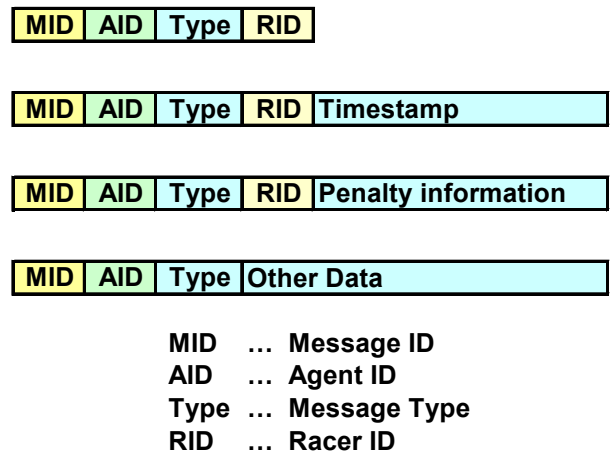 MID AID Type RID
MID AID Type RID Timestamp
MID AID Type RID Penalty information
MID AID Type Other Data
MID … Message ID
AID … Agent ID
Type … Message Type
RID … Racer ID